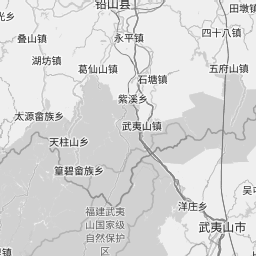 铅山县
田墩镇
永平镇
叠山镇
四十八镇
湖坊镇
葛仙山镇
五府山镇
石塘镇
紫溪乡
太源畲族乡
武夷山镇
天柱山乡
篁碧畲族乡
洋庄乡
福建武夷
山国家级
自然保护
区
武夷山市